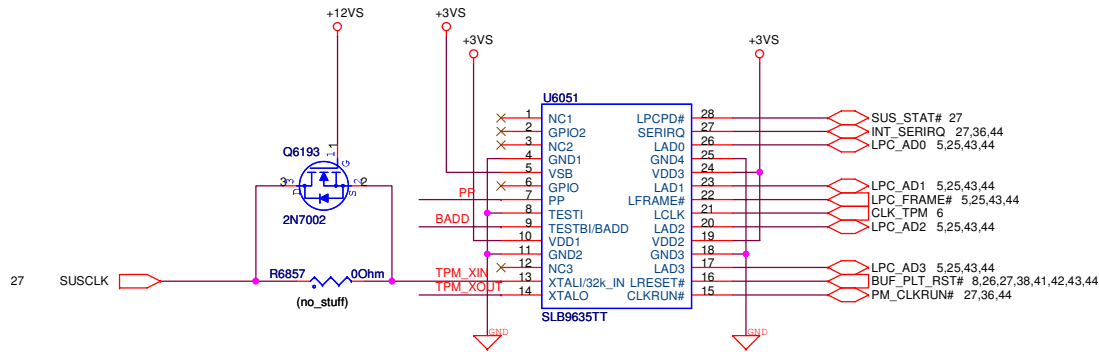 +12VS
+3VS
+3VS
+3VS
U6051
1 NC1 LPCPD# 28 SUS_STAT# 27
2 GPIO2 SERIRQ 27 INT_SERIRQ 27,36,44
3 NC2 LAD0 26 LPC_AD0 5,25,43,44
4 GND1 GND4 25
5 VSB VDD3 24
6 GPIO LAD1 23 LPC_AD1 5,25,43,44
PP 7 PP LFRAME# 22 LPC_FRAME# 5,25,43,44
8 TESTI LCLK 21 CLK_TPM 6
BADD 9 TESTBI/BADD LAD2 20 LPC_AD2 5,25,43,44
10 VDD1 VDD2 19
11 GND2 GND3 18
12 NC3 LAD3 17 LPC_AD3 5,25,43,44
TPM_XIN 13 XTALI/32k_IN LRESET# 16 BUF_PLT_RST# 8,26,27,38,41,42,43,44
TPM_XOUT 14 XTALO CLKRUN# 15 PM_CLKRUN# 27,36,44
SLB9635TT
GND
GND
Q6193
1
G
3 3 D S 2 2
2N7002
27 SUSCLK
R6857 0Ohm
(no_stuff)